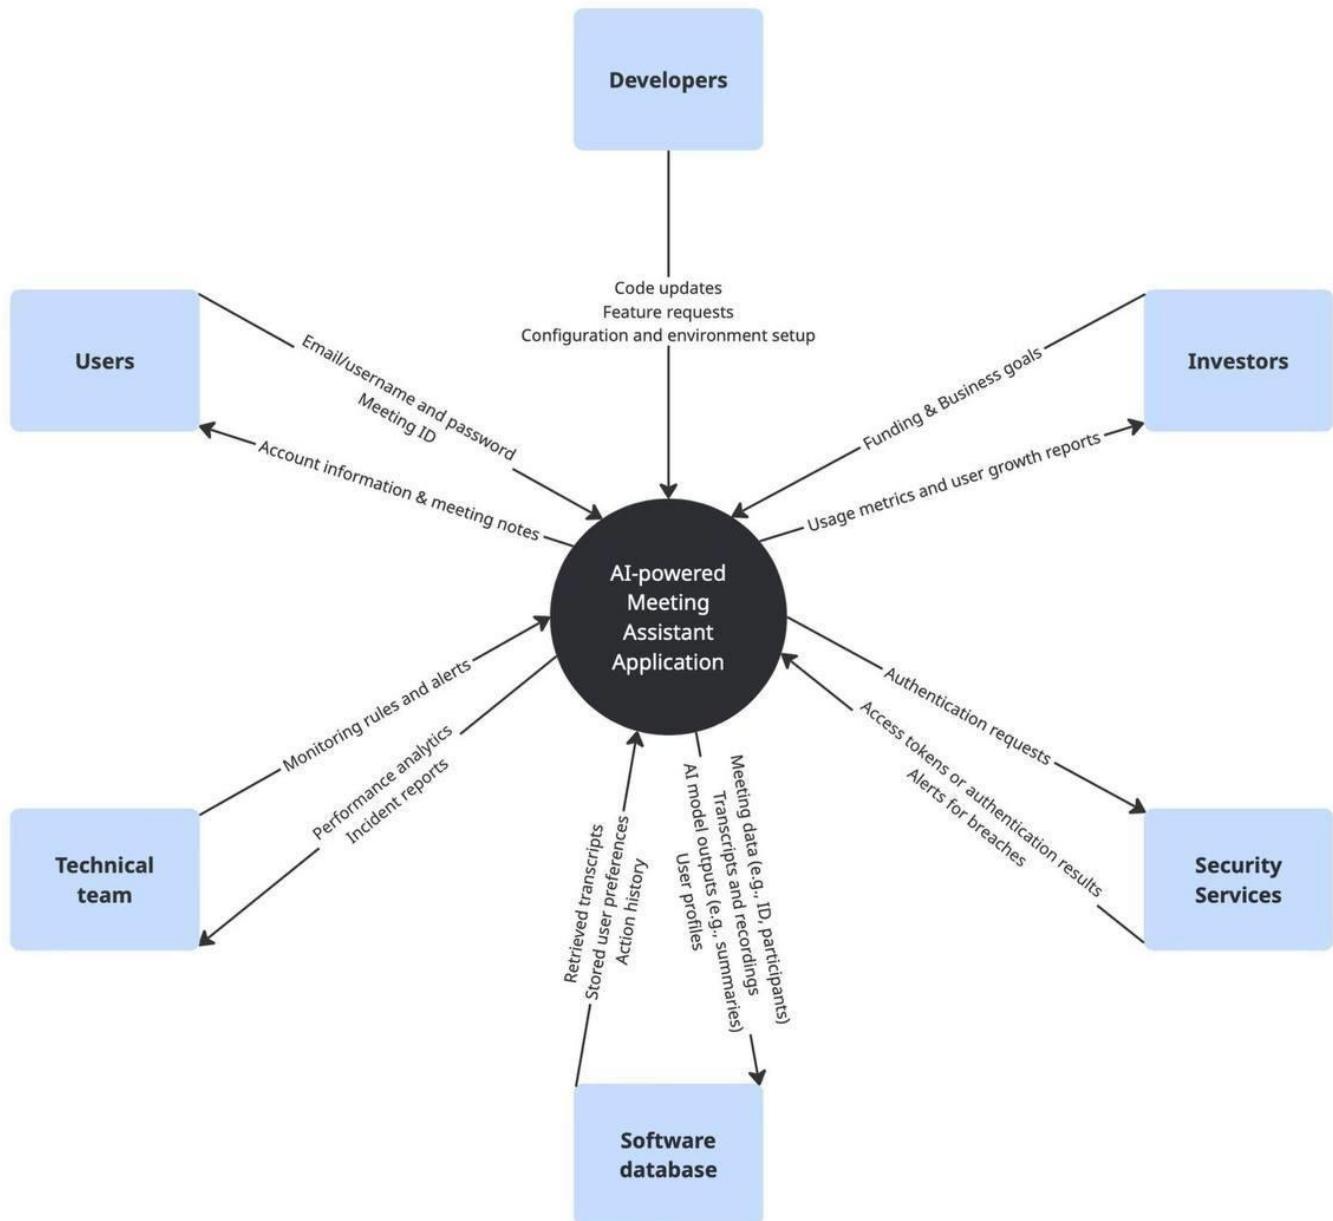 Developers
Code updates
Feature requests
Configuration and environment setup
Users
Email/username and password
Meeting ID
Account information & meeting notes
Investors
Funding & Business goals
Usage metrics and user growth reports
AI-powered
Meeting
Assistant
Application
Monitoring rules and alerts
Performance analytics
Incident reports
Technical
team
Authentication requests
Access tokens or authentication results
Alerts for breaches
Security
Services
Retrieved transcripts
Stored user preferences
Action history
Meeting data (e.g., ID, participants)
Transcripts and recordings
AI model outputs (e.g., summaries)
User profiles
Software
database